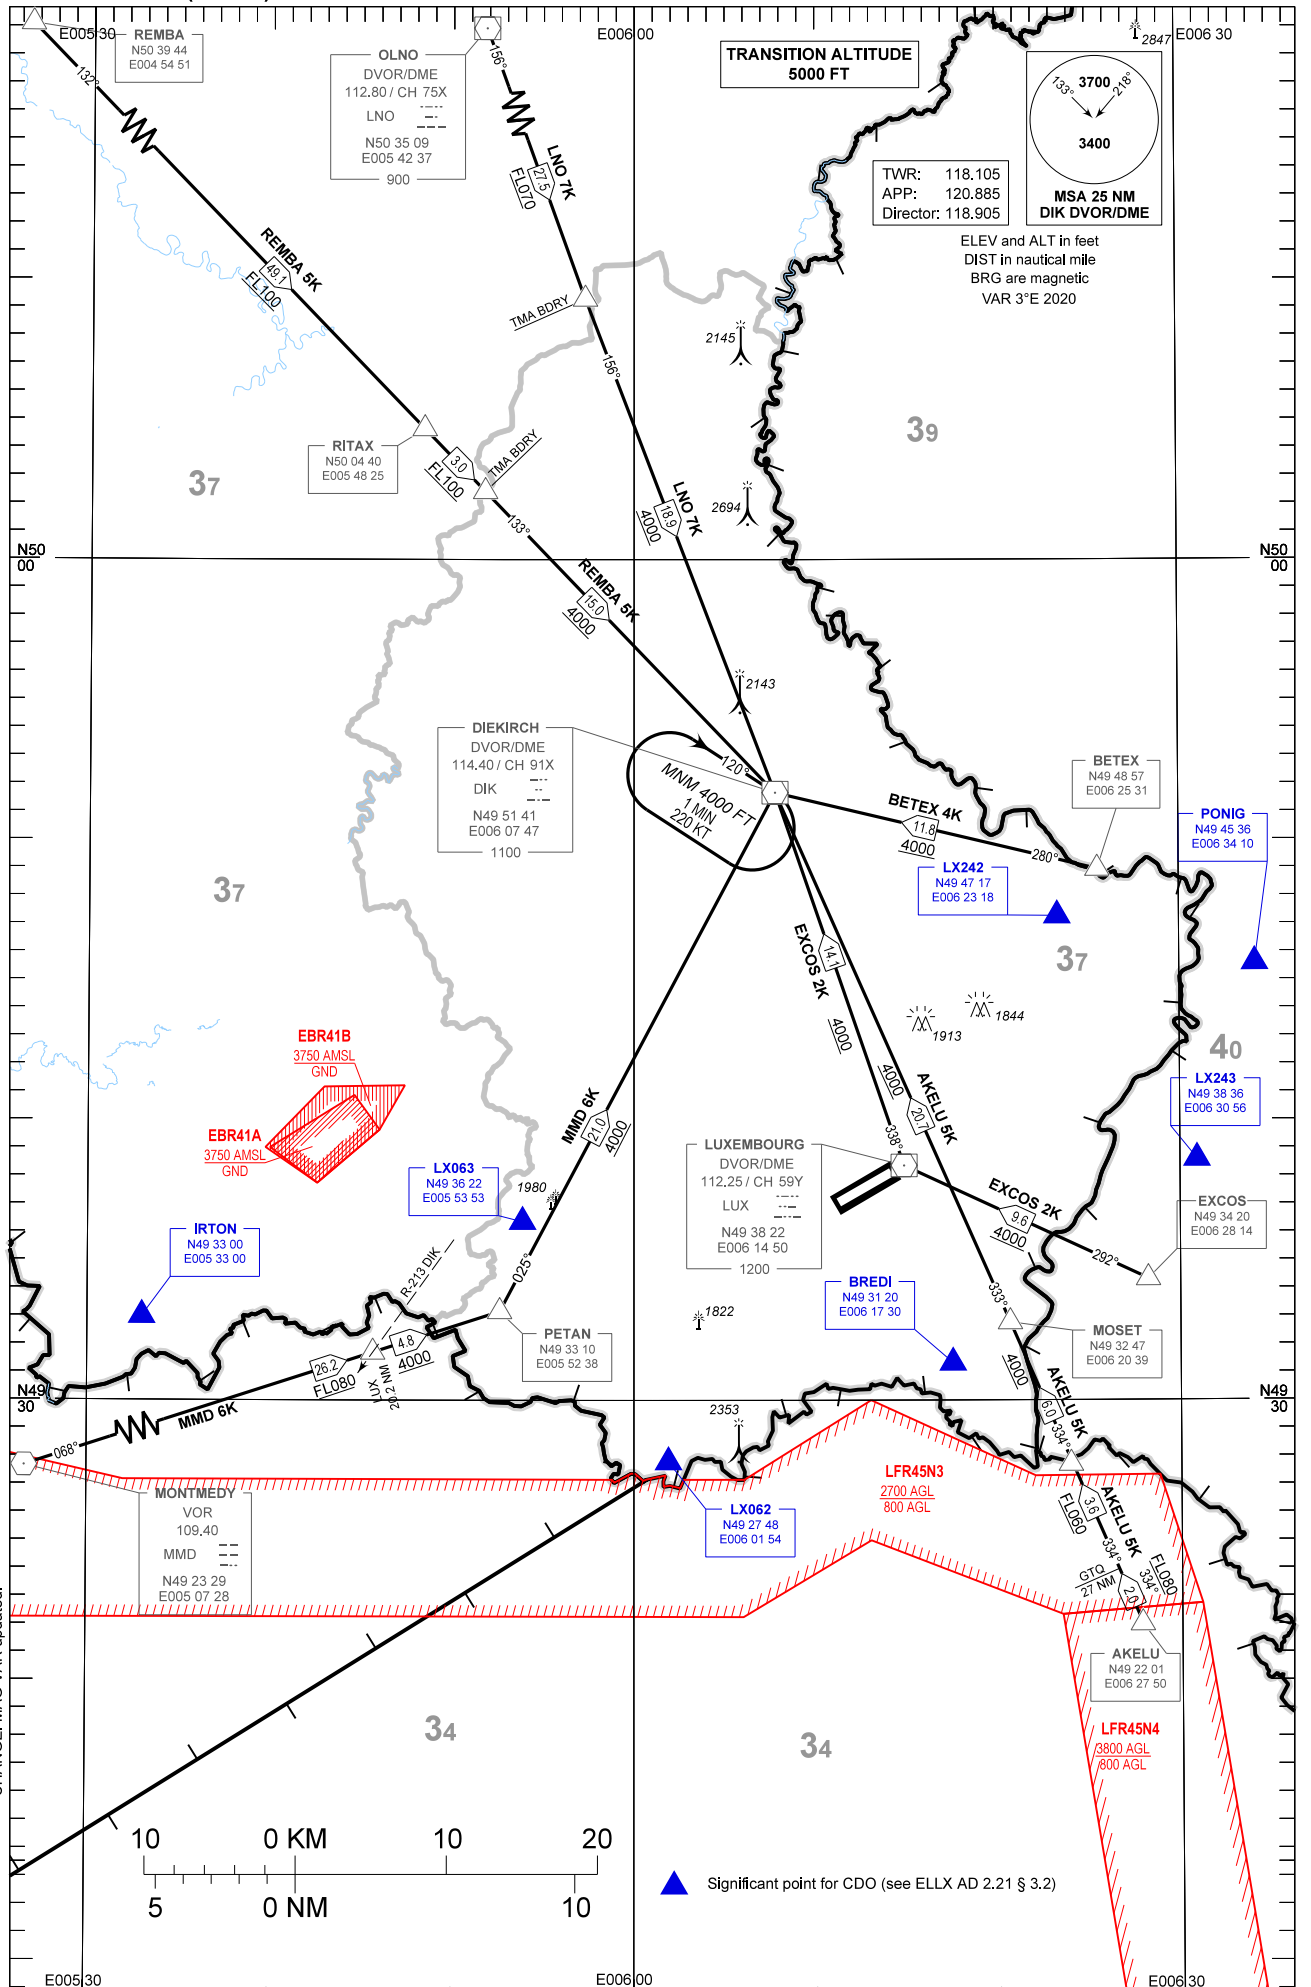 E005 30
REMBA
N50 39 44
E004 54 51
132°
OLNO
DVOR/DME
112.80 / CH 75X
LNO
N50 35 09
E005 42 37
900
156°
E006 00
TRANSITION ALTITUDE
5000 FT
2847
E006 30
3700
133°
218°
3400
MSA 25 NM
DIK DVOR/DME
TWR: 118.105
APP: 120.885
Director: 118.905
ELEV and ALT in feet
DIST in nautical mile
BRG are magnetic
VAR 3°E 2020
LNO 7K
27.5
FL070
REMBA 5K
49.1
FL100
TMA BDRY
156°
2145
39
RITAX
N50 04 40
E005 48 25
37
3.0
FL100
TMA BDRY
133°
LNO 7K
18.9
4000
2694
N50
00
N50
00
REMBA 5K
15.0
4000
2143
DIEKIRCH
DVOR/DME
114.40 / CH 91X
DIK
N49 51 41
E006 07 47
1100
120°
MNM 4000 FT
1 MIN
220 KT
BETEX
N49 48 57
E006 25 31
BETEX 4K
11.8
4000
280°
PONIG
N49 45 36
E006 34 10
LX242
N49 47 17
E006 23 18
37
37
EXCOS 2K
14.1
4000
1913
1844
40
EBR41B
3750 AMSL
GND
EBR41A
3750 AMSL
GND
MMD 6K
21.0
4000
4000
AKELU 5K
20.7
LX243
N49 38 36
E006 30 56
338°
LUXEMBOURG
DVOR/DME
112.25 / CH 59Y
LUX
N49 38 22
E006 14 50
1200
LX063
N49 36 22
E005 53 53
1980
EXCOS 2K
9.6
4000
292°
EXCOS
N49 34 20
E006 28 14
IRTON
N49 33 00
E005 33 00
R-213 DIK
025°
BREDI
N49 31 20
E006 17 30
333°
1822
PETAN
N49 33 10
E005 52 38
MOSET
N49 32 47
E006 20 39
4.8
4000
26.2
FL080
LUX
20.2 NM
4000
AKELU 5K
6.0
334°
N49
30
N49
30
MMD 6K
068°
2353
LFR45N3
2700 AGL
800 AGL
MONTMEDY
VOR
109.40
MMD
N49 23 29
E005 07 28
LX062
N49 27 48
E006 01 54
AKELU 5K
3.6
FL060
334°
GTQ
27 NM
FL080
334°
2.0
AKELU
N49 22 01
E006 27 50
34
34
LFR45N4
3800 AGL
800 AGL
10 0 KM 10 20
5 0 NM 10
Significant point for CDO (see ELLX AD 2.21 § 3.2)
E005 30
E006 00
E006 30